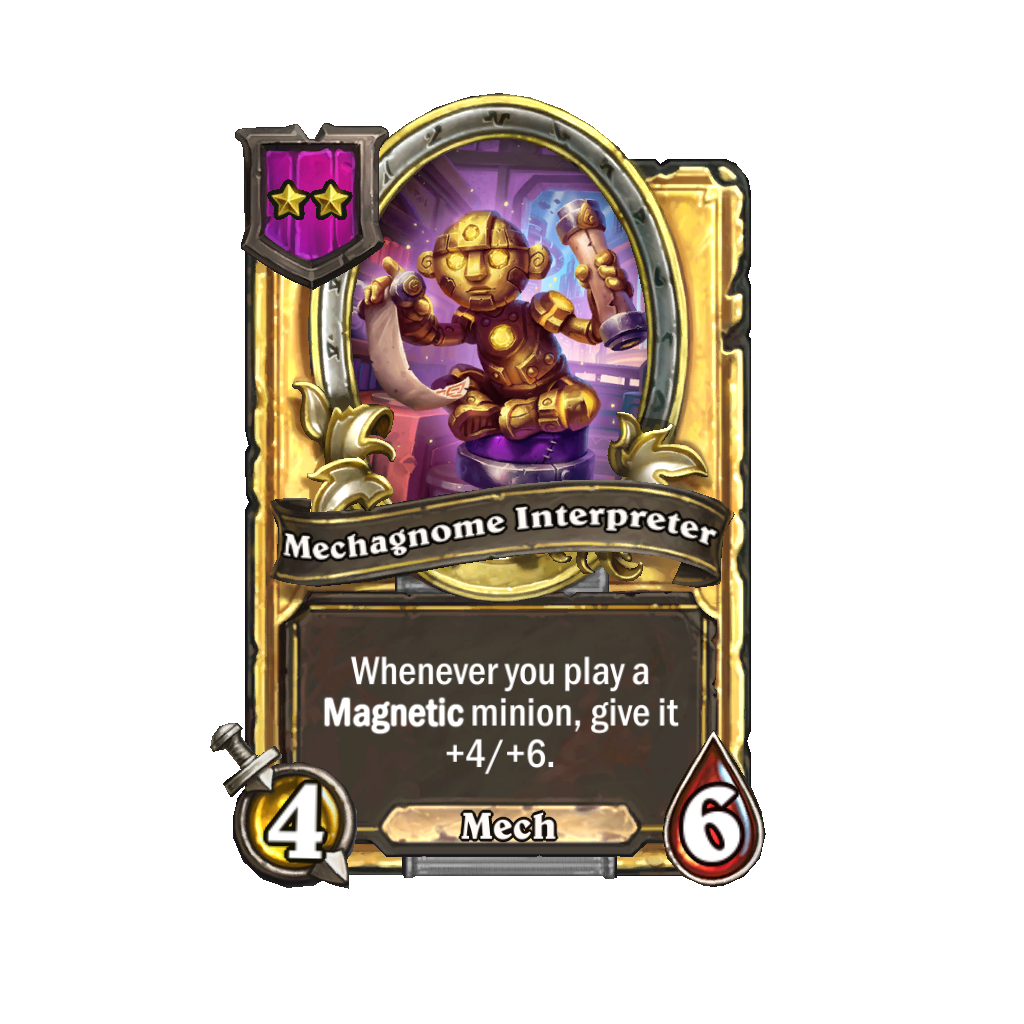 Mechagnome Interpreter
Whenever you play a
Magnetic minion, give it
+4/+6.
4
Mech
6